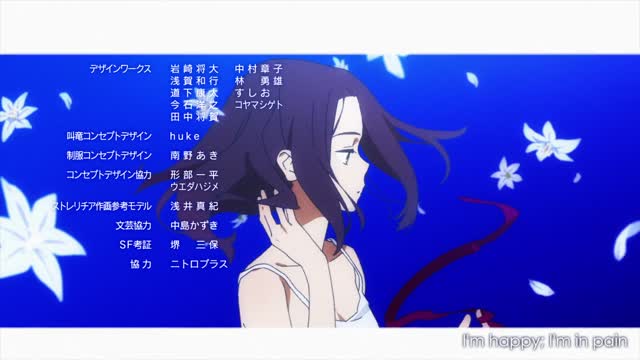 デザインワークス 岩崎将大 中村章子
浅賀和行 林 勇雄
道下康太 すしお
今石洋之 コヤマシゲト
田中将賀
叫竜コンセプトデザイン huke
制服コンセプトデザイン 南野あき
コンセプトデザイン協力 形部一平
ウエダハジメ
ストレリチア作画参考モデル 浅井真紀
文芸協力 中島かずき
SF考証 堺 三保
協力 ニトロプラス
I'm happy; I'm in pain